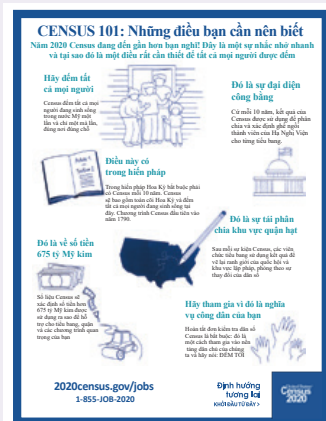 CENSUS 101: Những điều bạn cần nên biết
Năm 2020 Census đang đến gần hơn bạn nghĩ! Đây là một sự nhắc nhở nhanh
và tại sao đó là một điều rất cần thiết để tất cả mọi người được đếm
Hãy đếm tất
cả mọi người
Census đếm tất cả mọi
người đang sinh sống
trong nước Mỹ một
lần và chỉ một mà lần,
đúng nơi đúng chỗ
Đó là sự đại diện
công bằng
Cứ mỗi 10 năm, kết quả của
Census được sử dụng để phân
chia và xác định ghế ngồi
thành viên của Hạ Nghị Viện
cho từng tiểu bang.
Điều này có
trong hiến pháp
Trong hiến pháp Hoa Kỳ bắt buộc phải
có Census mỗi 10 năm. Census
sẽ bao gồm toàn cõi Hoa Kỳ và đếm
tất cả mọi người đang sinh sống tại
đây. Chương trình Census đầu tiên vào
năm 1790.
Đó là sự tái phân
chia khu vực quận hạt
Sau mỗi sự kiện Census, các viên
chức tiểu bang sử dụng kết quả để
vẽ lại ranh giới của quốc hội và
khu vực lập pháp, phỏng theo sự
thay đổi của dân số
Đó là về số tiền
675 tỷ Mỹ kim
Số liệu Census sẽ
xác định số tiền hơn
675 tỷ Mỹ kim được
sử dụng ra sao để hỗ
trợ cho tiểu bang, quận
và các chương trình quan
trọng của bạn
Hãy tham gia vì đó là nghĩa
vụ công dân của bạn
Hoàn tất đơn kiểm tra dân số
Census là bắt buộc: đó là
một cách tham gia vào nền
tảng dân chủ của chúng
ta và hãy nói: ĐẾM TÔI
2020census.gov/jobs
1-855-JOB-2020
Định hướng
tương lai
KHỞI ĐẦU TỪ ĐÂY >
Census
2020